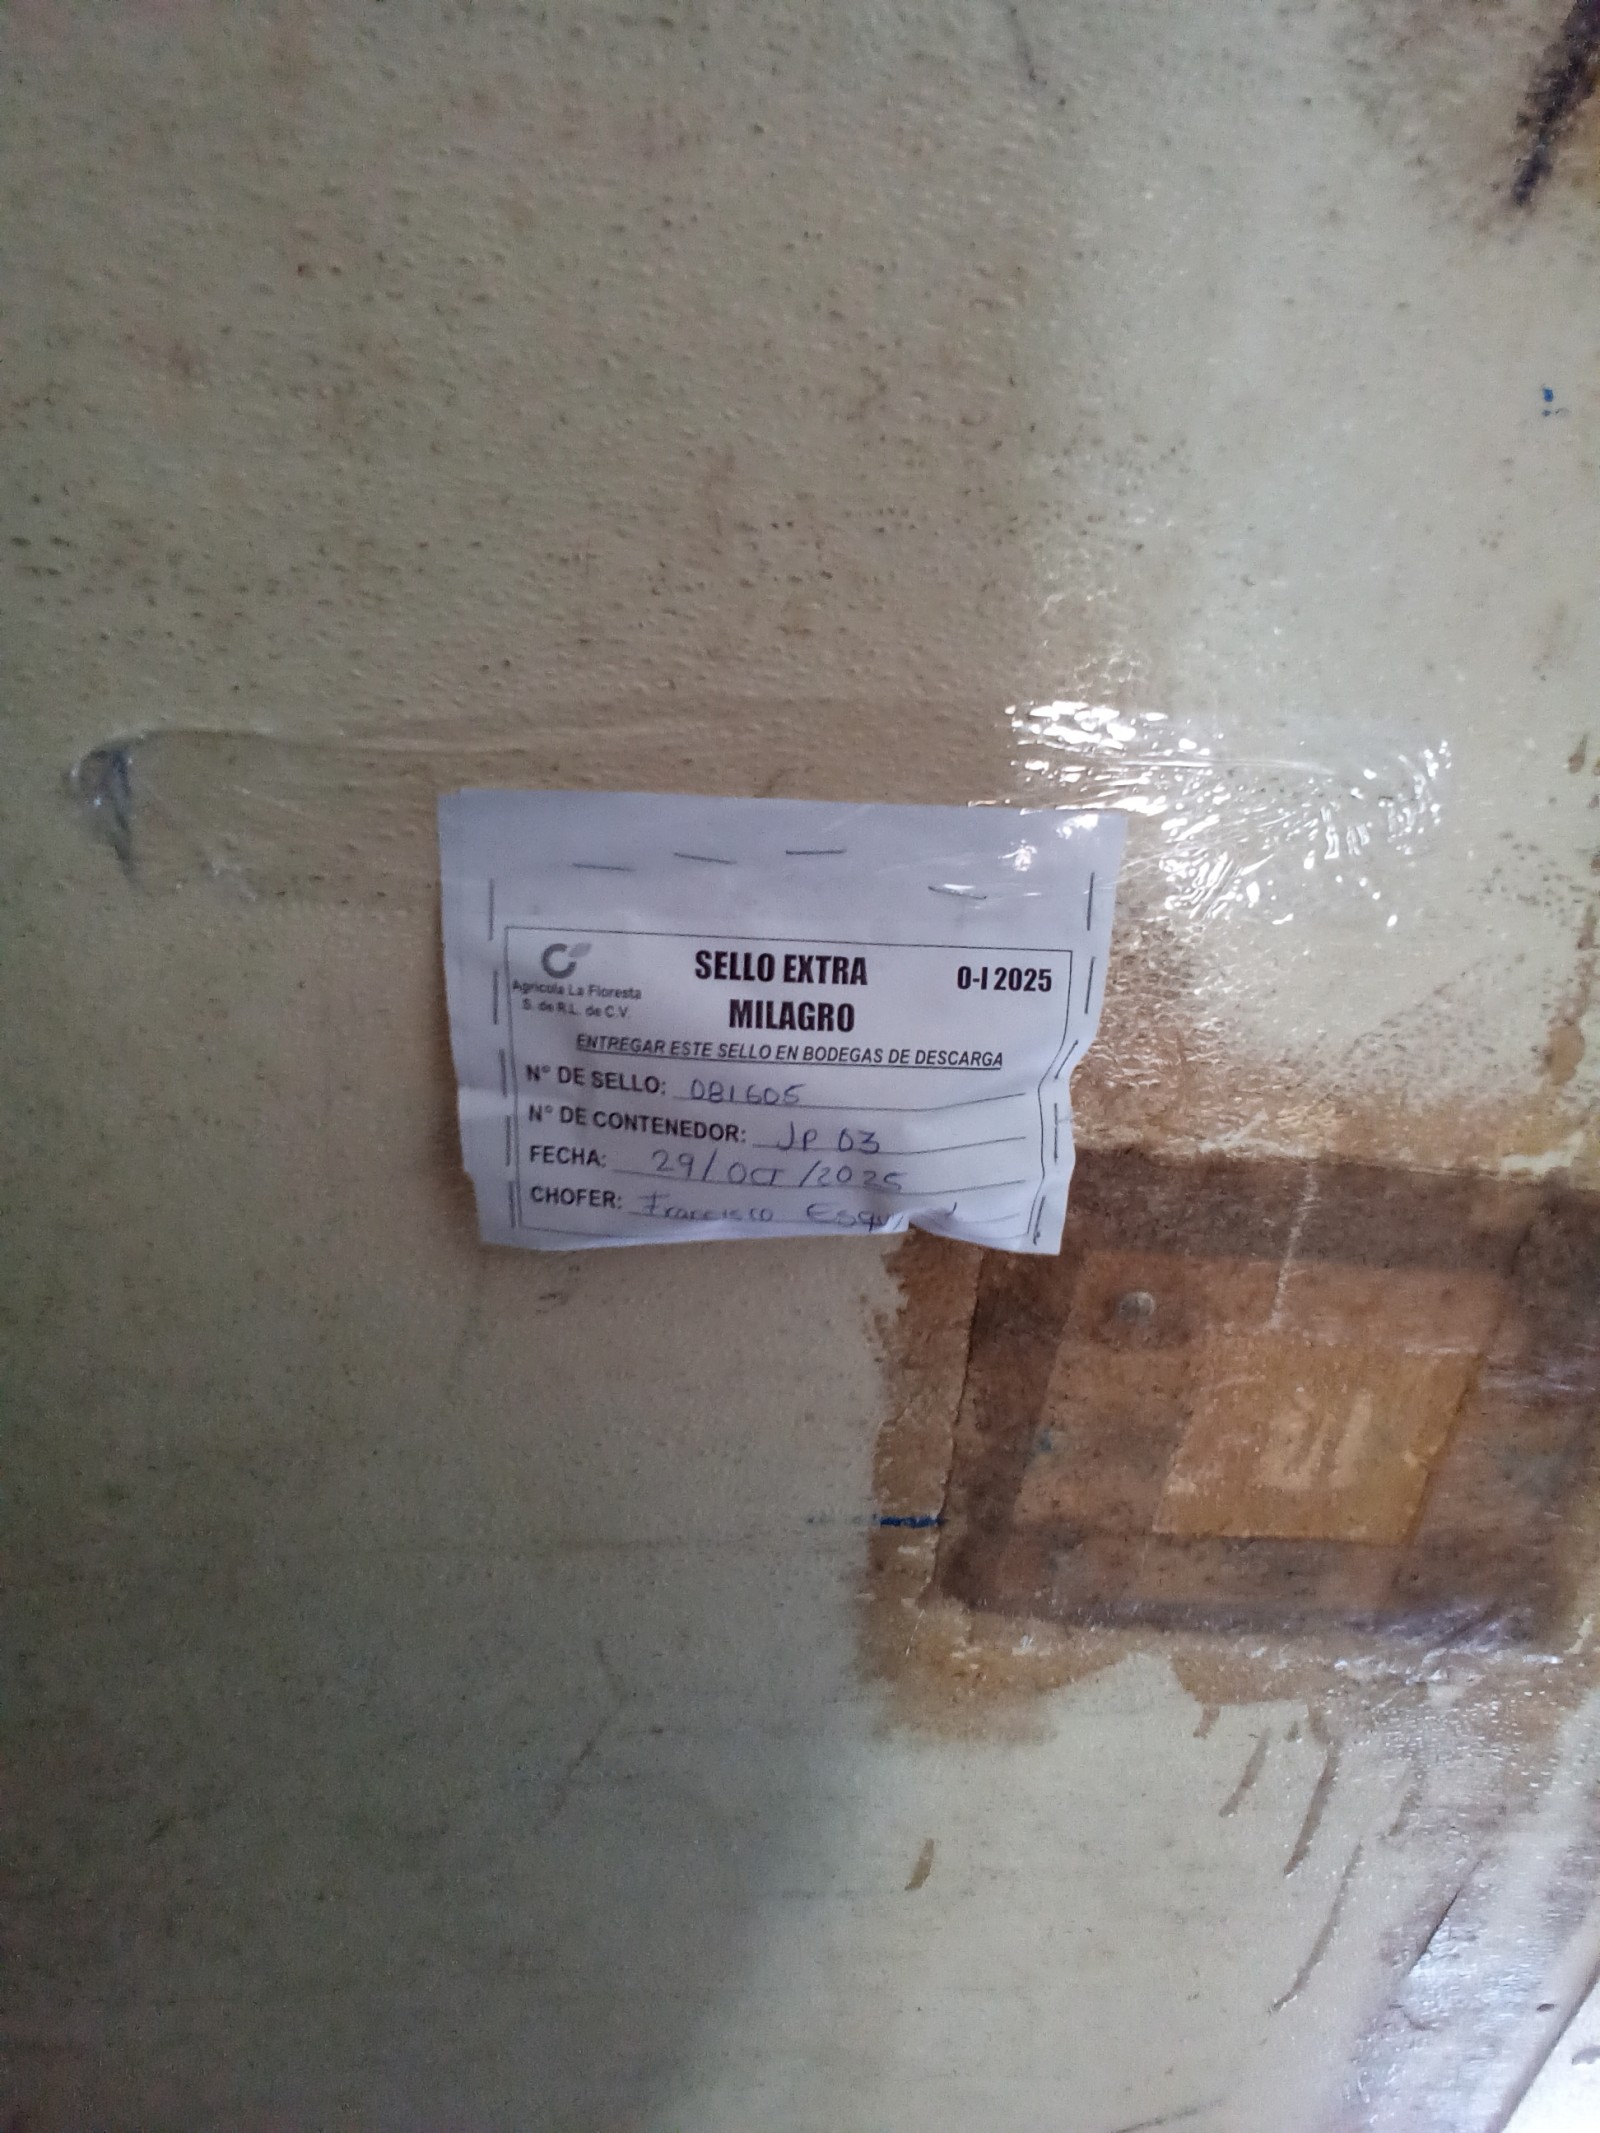 Agrícola La Floresta
S. de R.L. de C.V.
SELLO EXTRA
MILAGRO
O-I 2025
ENTREGAR ESTE SELLO EN BODEGAS DE DESCARGA
N° DE SELLO: 081605
N° DE CONTENEDOR: JP 03
FECHA: 29/OCT/2025
CHOFER: Francisco